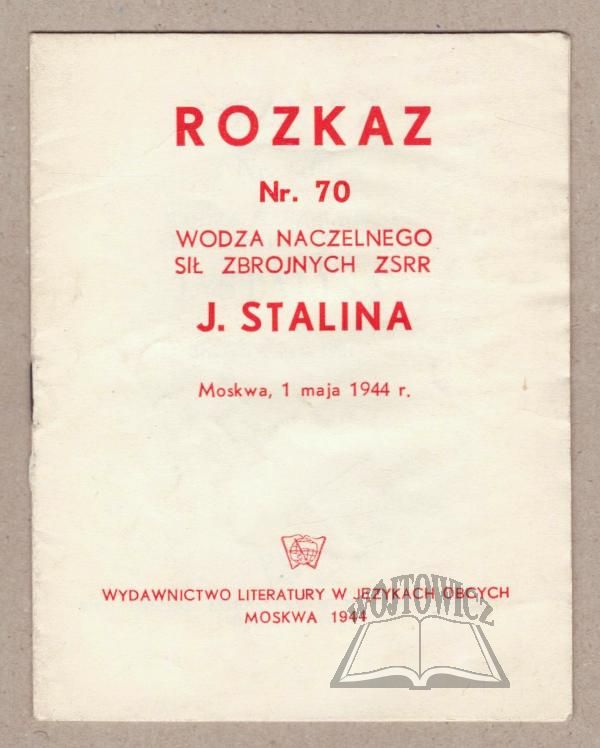 ROZKAZ
Nr. 70
WODZA NACZELNEGO
SIŁ ZBROJNYCH ZSRR
J. STALINA
Moskwa, 1 maja 1944 r.
WYDAWNICTWO LITERATURY W JĘZYKACH OBCYCH
MOSKWA 1944
WOJTOWICZ